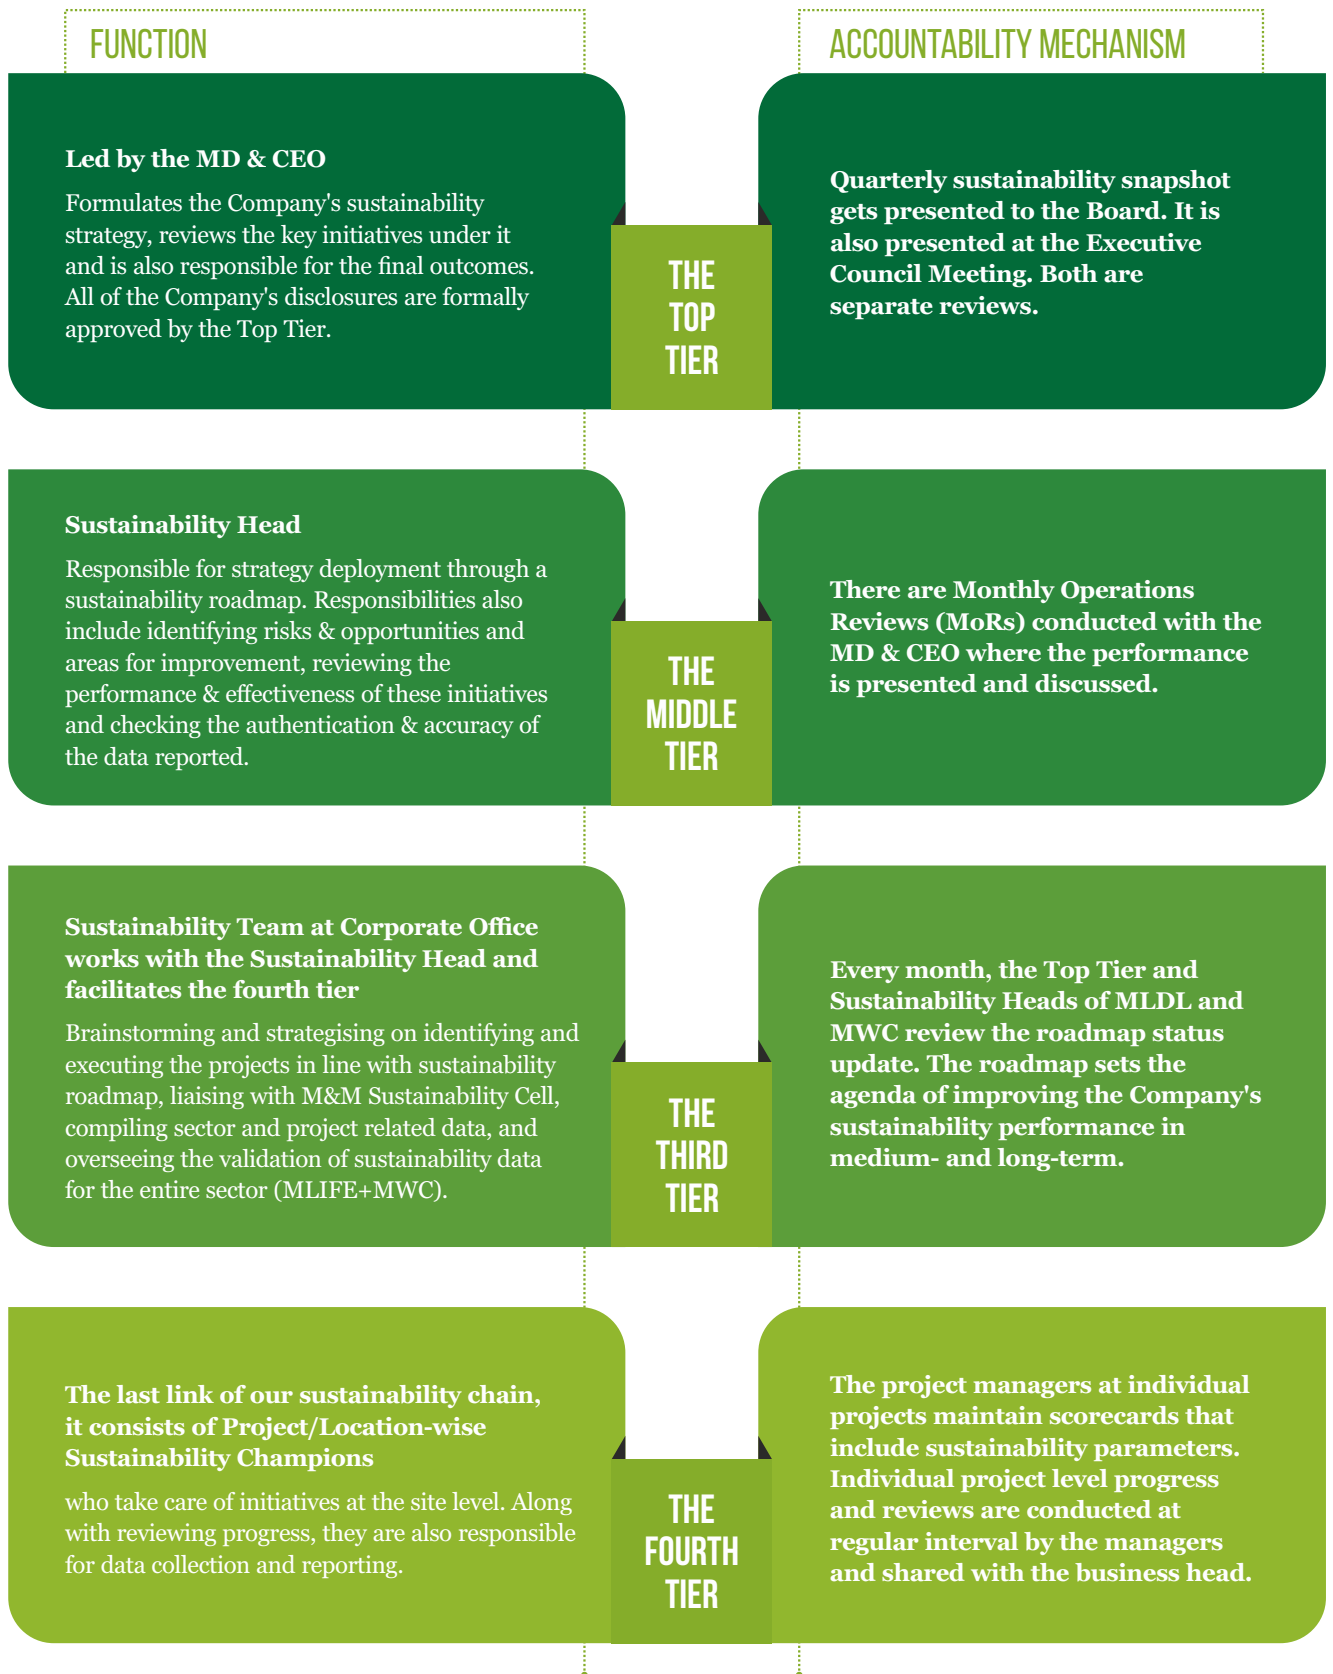 FUNCTION
ACCOUNTABILITY MECHANISM
Led by the MD & CEO
Formulates the Company's sustainability
strategy, reviews the key initiatives under it
and is also responsible for the final outcomes.
All of the Company's disclosures are formally
approved by the Top Tier.
THE
TOP
TIER
Quarterly sustainability snapshot
gets presented to the Board. It is
also presented at the Executive
Council Meeting. Both are
separate reviews.
Sustainability Head
Responsible for strategy deployment through a
sustainability roadmap. Responsibilities also
include identifying risks & opportunities and
areas for improvement, reviewing the
performance & effectiveness of these initiatives
and checking the authentication & accuracy of
the data reported.
THE
MIDDLE
TIER
There are Monthly Operations
Reviews (MoRs) conducted with the
MD & CEO where the performance
is presented and discussed.
Sustainability Team at Corporate Office
works with the Sustainability Head and
facilitates the fourth tier
Brainstorming and strategising on identifying and
executing the projects in line with sustainability
roadmap, liaising with M&M Sustainability Cell,
compiling sector and project related data, and
overseeing the validation of sustainability data
for the entire sector (MLIFE+MWC).
THE
THIRD
TIER
Every month, the Top Tier and
Sustainability Heads of MLDL and
MWC review the roadmap status
update. The roadmap sets the
agenda of improving the Company's
sustainability performance in
medium- and long-term.
The last link of our sustainability chain,
it consists of Project/Location-wise
Sustainability Champions
who take care of initiatives at the site level. Along
with reviewing progress, they are also responsible
for data collection and reporting.
THE
FOURTH
TIER
The project managers at individual
projects maintain scorecards that
include sustainability parameters.
Individual project level progress
and reviews are conducted at
regular interval by the managers
and shared with the business head.